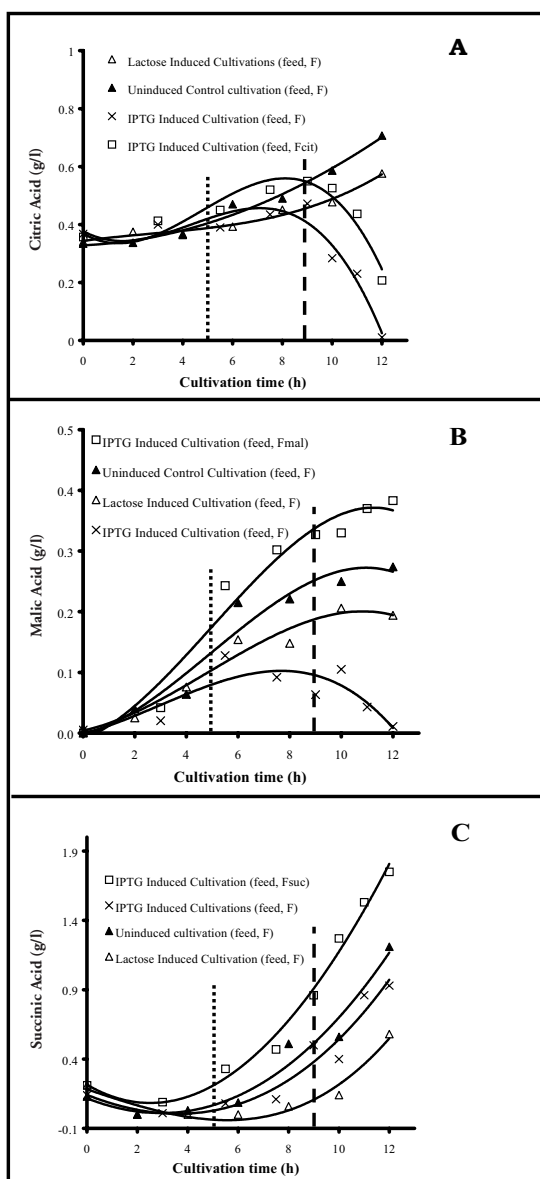 A
Lactose Induced Cultivations (feed, F)
Uninduced Control cultivation (feed, F)
IPTG Induced Cultivation (feed, F)
IPTG Induced Cultivation (feed, Fcit)
Citric Acid (g/l)
1
0.8
0.6
0.4
0.2
0
0 2 4 6 8 10 12
Cultivation time (h)
B
IPTG Induced Cultivation (feed, Fmal)
Uninduced Control Cultivation (feed, F)
Lactose Induced Cultivation (feed, F)
IPTG Induced Cultivation (feed, F)
Malic Acid (g/l)
0.5
0.4
0.3
0.2
0.1
0.0
0 2 4 6 8 10 12
Cultivation time (h)
C
IPTG Induced Cultivation (feed, Fsuc)
IPTG Induced Cultivations (feed, F)
Uninduced cultivation (feed, F)
Lactose Induced Cultivation (feed, F)
Succinic Acid (g/l)
1.9
1.4
0.9
0.4
-0.1
0 2 4 6 8 10 12
Cultivation time (h)